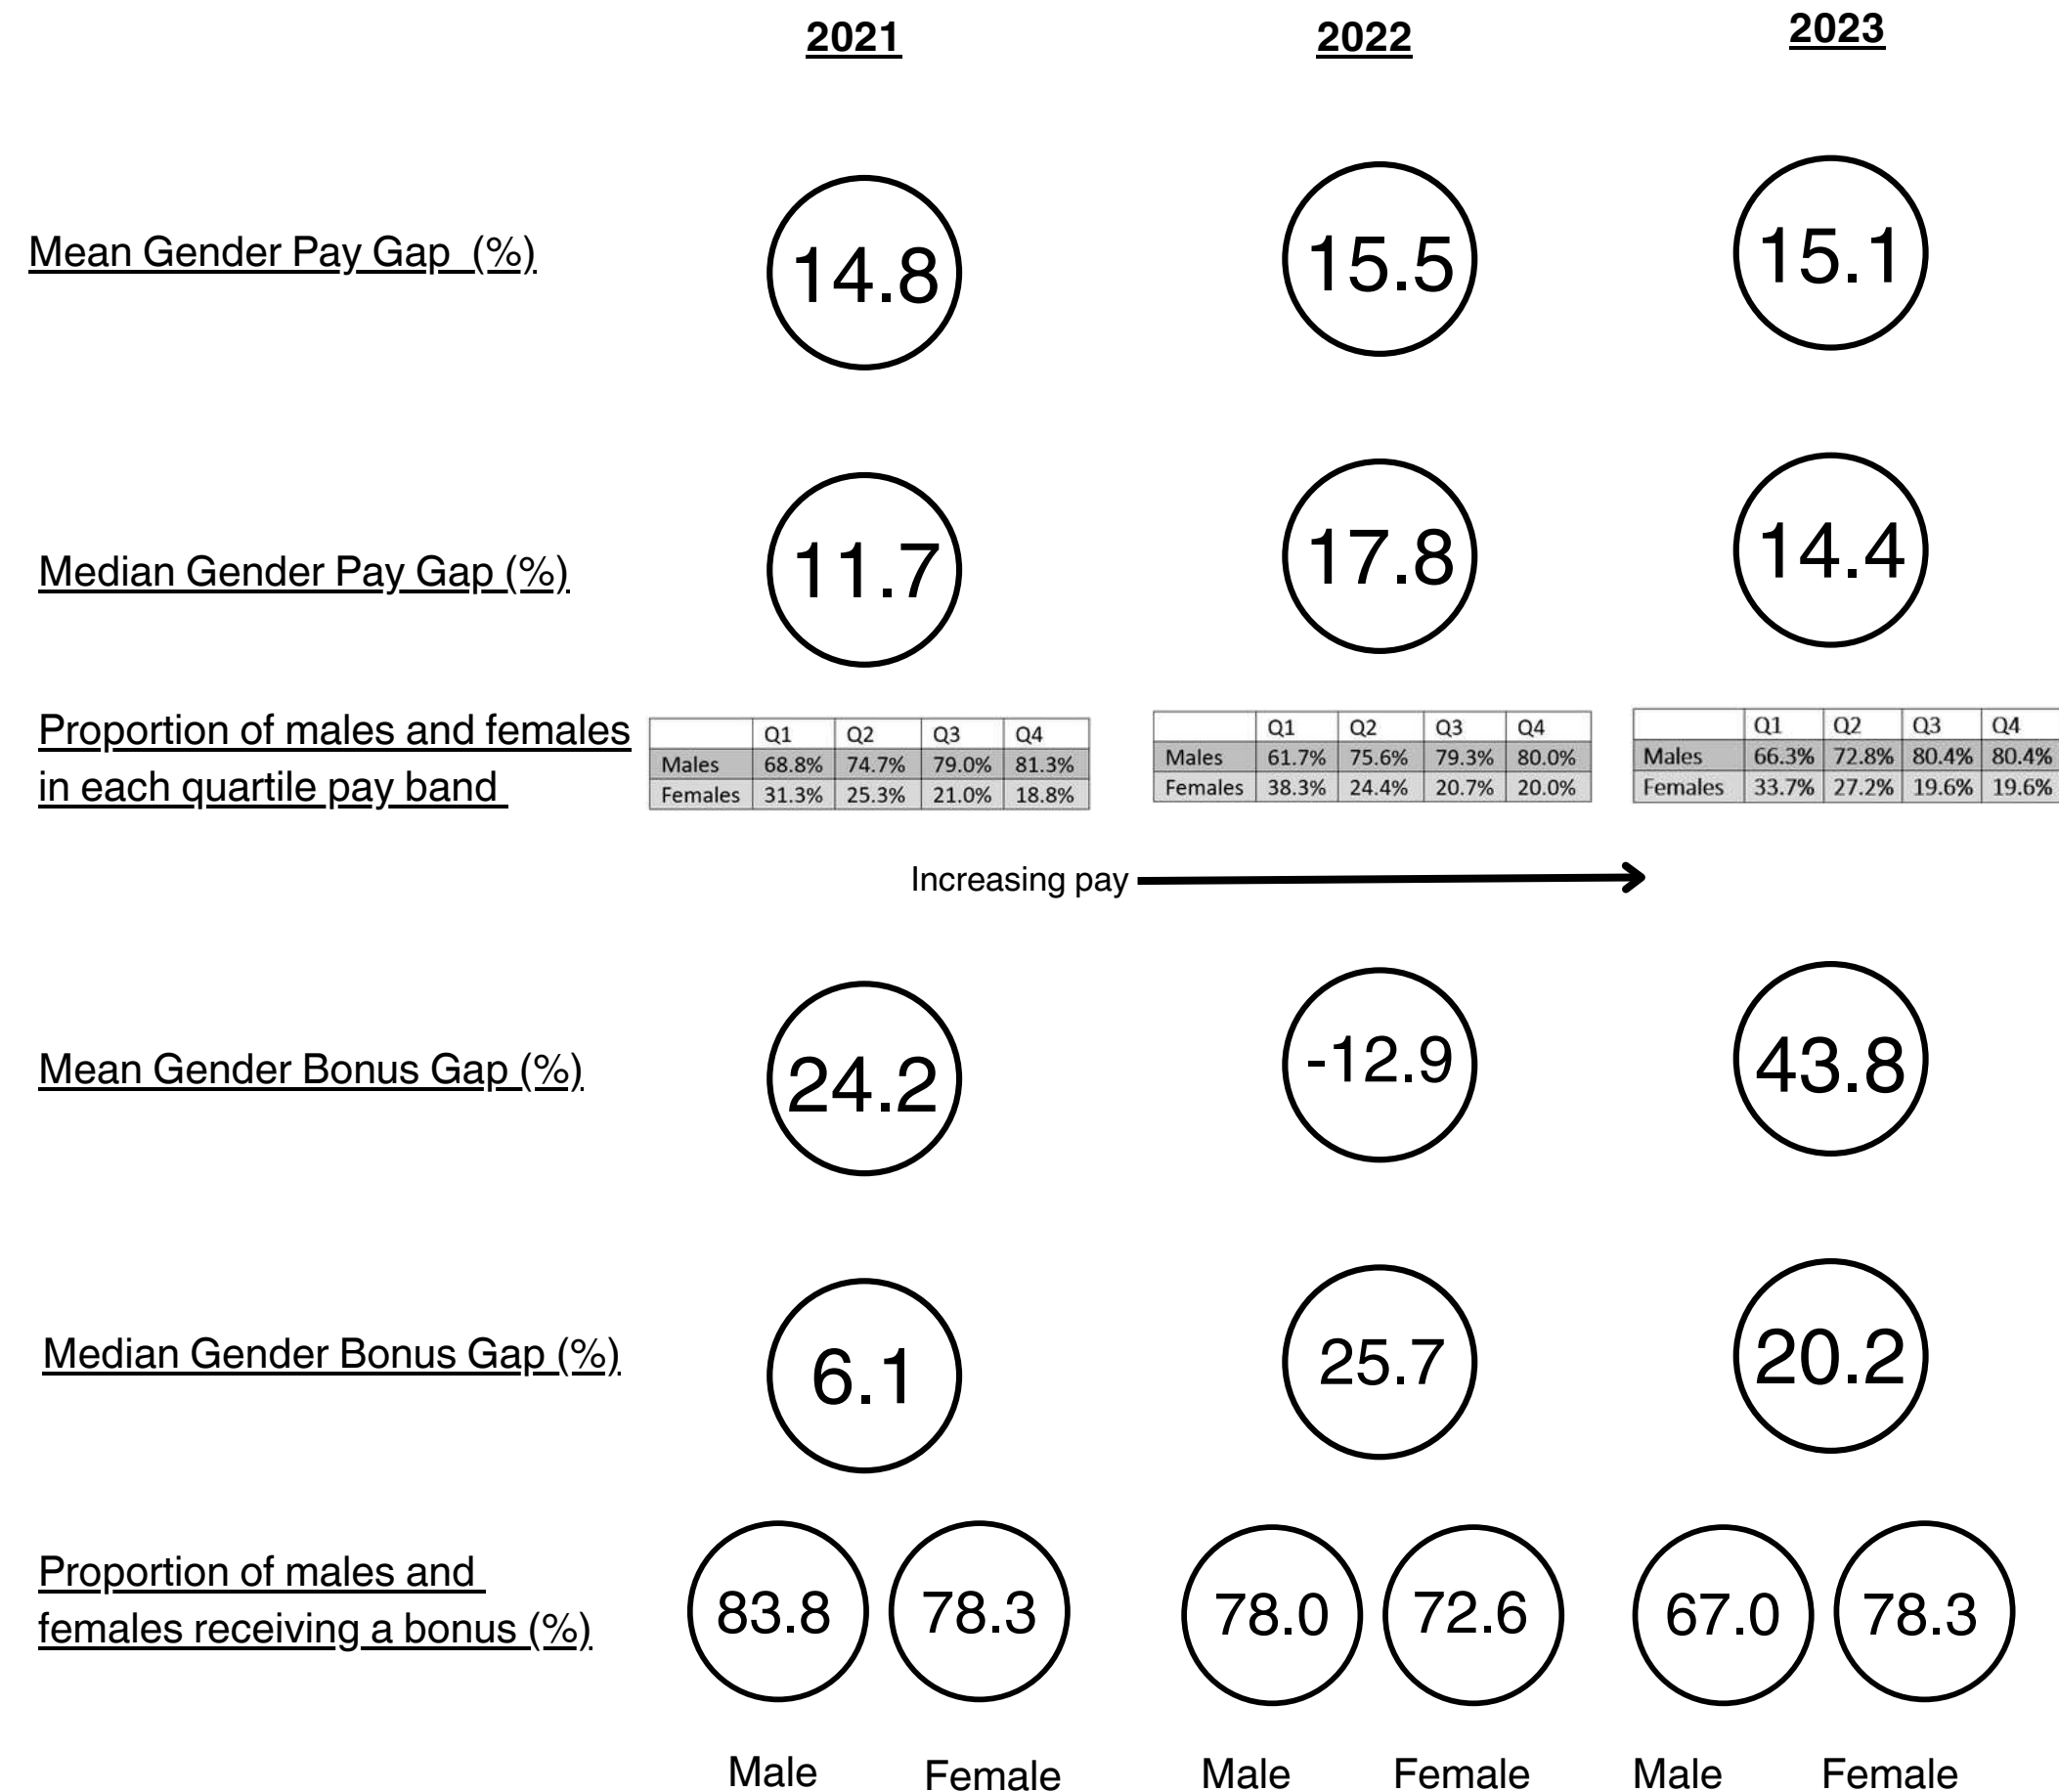 2021 2022 2023
Mean Gender Pay Gap (%) 14.8 15.5 15.1
Median Gender Pay Gap (%) 11.7 17.8 14.4
Proportion of males and females
in each quartile pay band
Q1 Q2 Q3 Q4
Males 68.8% 74.7% 79.0% 81.3%
Females 31.3% 25.3% 21.0% 18.8%
Q1 Q2 Q3 Q4
Males 61.7% 75.6% 79.3% 80.0%
Females 38.3% 24.4% 20.7% 20.0%
Q1 Q2 Q3 Q4
Males 66.3% 72.8% 80.4% 80.4%
Females 33.7% 27.2% 19.6% 19.6%
Increasing pay
Mean Gender Bonus Gap (%) 24.2 -12.9 43.8
Median Gender Bonus Gap (%) 6.1 25.7 20.2
Proportion of males and
females receiving a bonus (%)
83.8 78.3 78.0 72.6 67.0 78.3
Male Female Male Female Male Female